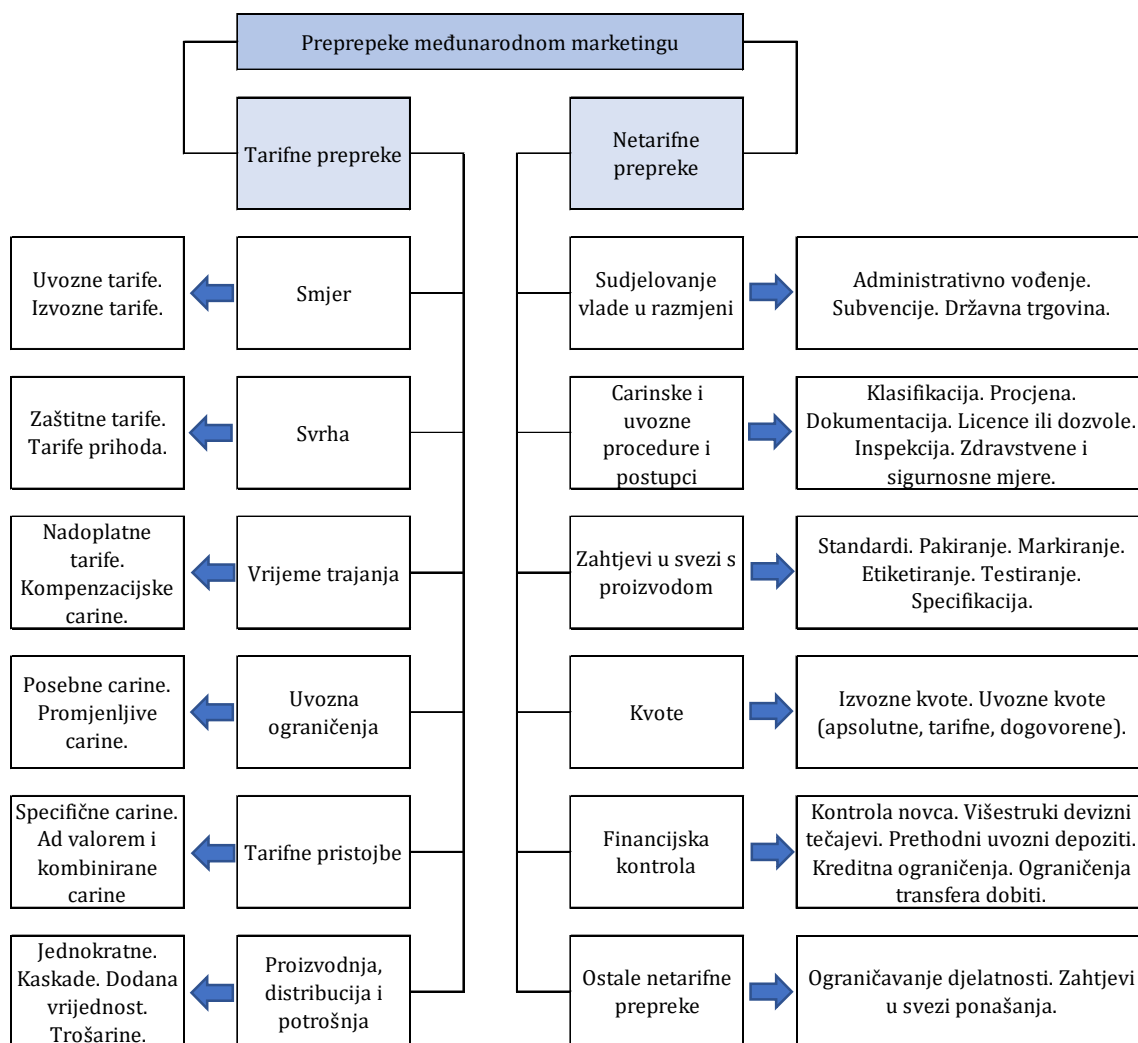 Preprepeke međunarodnom marketingu
Tarifne prepreke
Netarifne
prepreke
Uvozne tarife.
Izvozne tarife.
Smjer
Sudjelovanje
vlade u razmjeni
Administrativno vođenje.
Subvencije. Državna trgovina.
Zaštitne tarife.
Tarife prihoda.
Svrha
Carinske i
uvozne
procedure i
postupci
Klasifikacija. Procjena.
Dokumentacija. Licence ili dozvole.
Inspekcija. Zdravstvene i
sigurnosne mjere.
Nadoplatne
tarife.
Kompenzacijske
carine.
Vrijeme trajanja
Zahtjevi u svezi s
proizvodom
Standardi. Pakiranje. Markiranje.
Etiketiranje. Testiranje.
Specifikacija.
Posebne carine.
Promjenljive
carine.
Uvozna
ograničenja
Kvote
Izvozne kvote. Uvozne kvote
(apsolutne, tarifne, dogovorene).
Specifične carine.
Ad valorem i
kombinirane
carine
Tarifne pristojbe
Financijska
kontrola
Kontrola novca. Višestruki devizni
tečajevi. Prethodni uvozni depoziti.
Kreditna ograničenja. Ograničenja
transfera dobiti.
Jednokratne.
Kaskade. Dodana
vrijednost.
Trošarine.
Proizvodnja,
distribucija i
potrošnja
Ostale netarifne
prepreke
Ograničavanje djelatnosti. Zahtjevi
u svezi ponašanja.